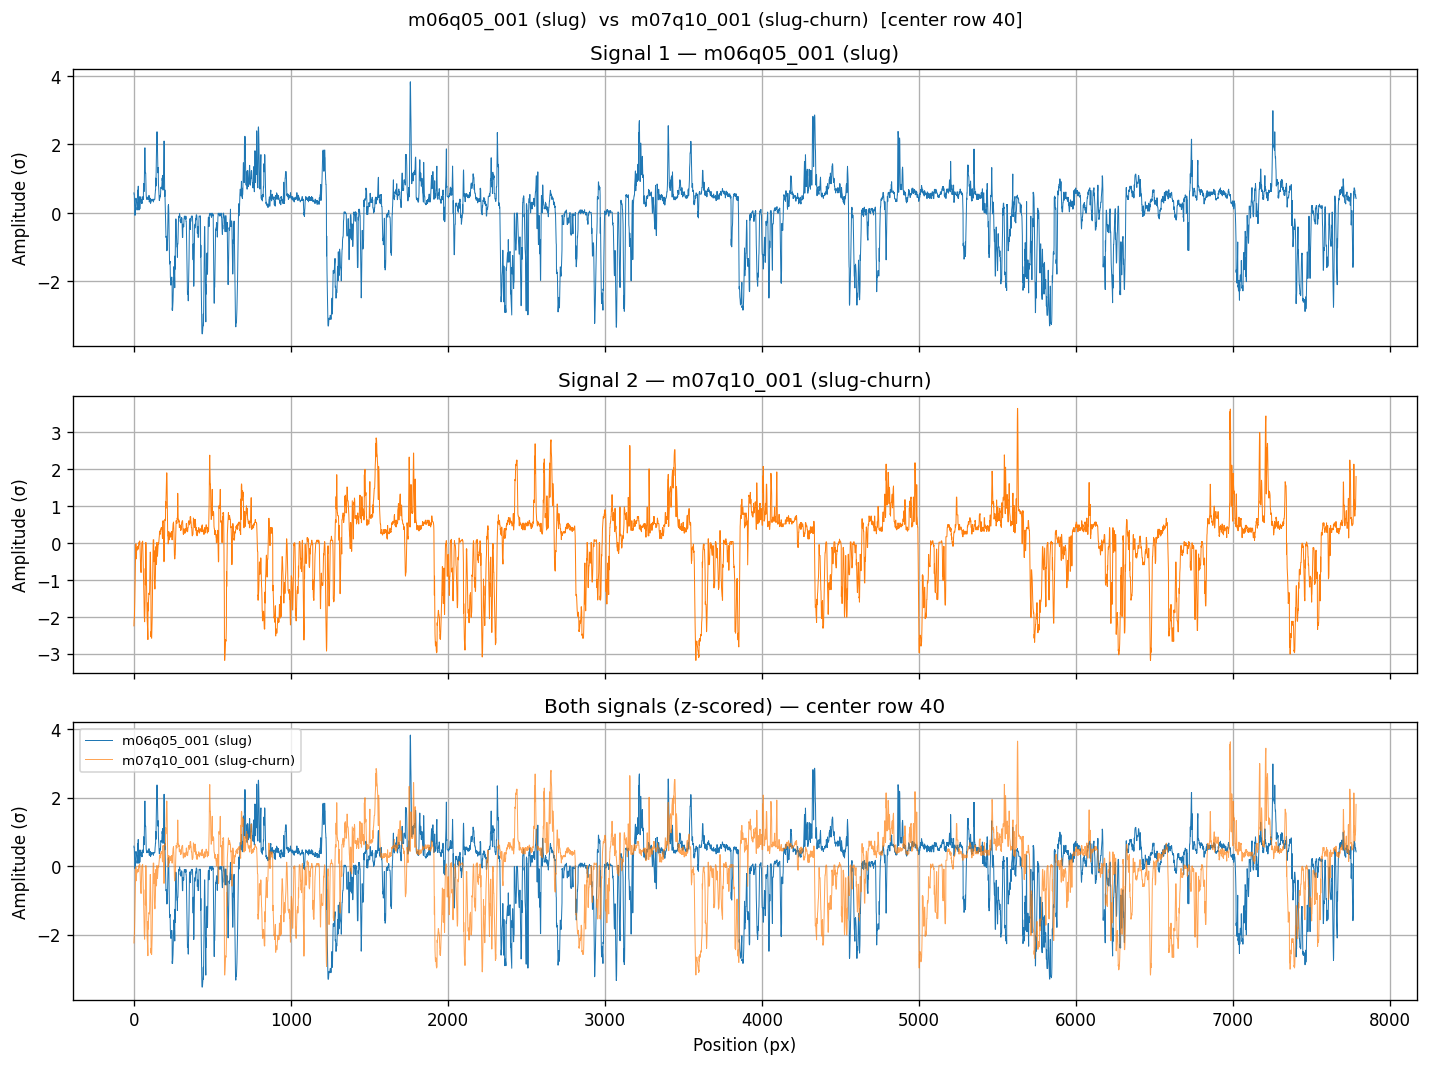 m06q05_001 (slug)  vs  m07q10_001 (slug-churn)  [center row 40]
Signal 1 — m06q05_001 (slug)
4
2
0
−2
Amplitude (σ)
Signal 2 — m07q10_001 (slug-churn)
3
2
1
0
−1
−2
−3
Amplitude (σ)
Both signals (z-scored) — center row 40
m06q05_001 (slug)
m07q10_001 (slug-churn)
4
2
0
−2
Amplitude (σ)
0 1000 2000 3000 4000 5000 6000 7000 8000
Position (px)